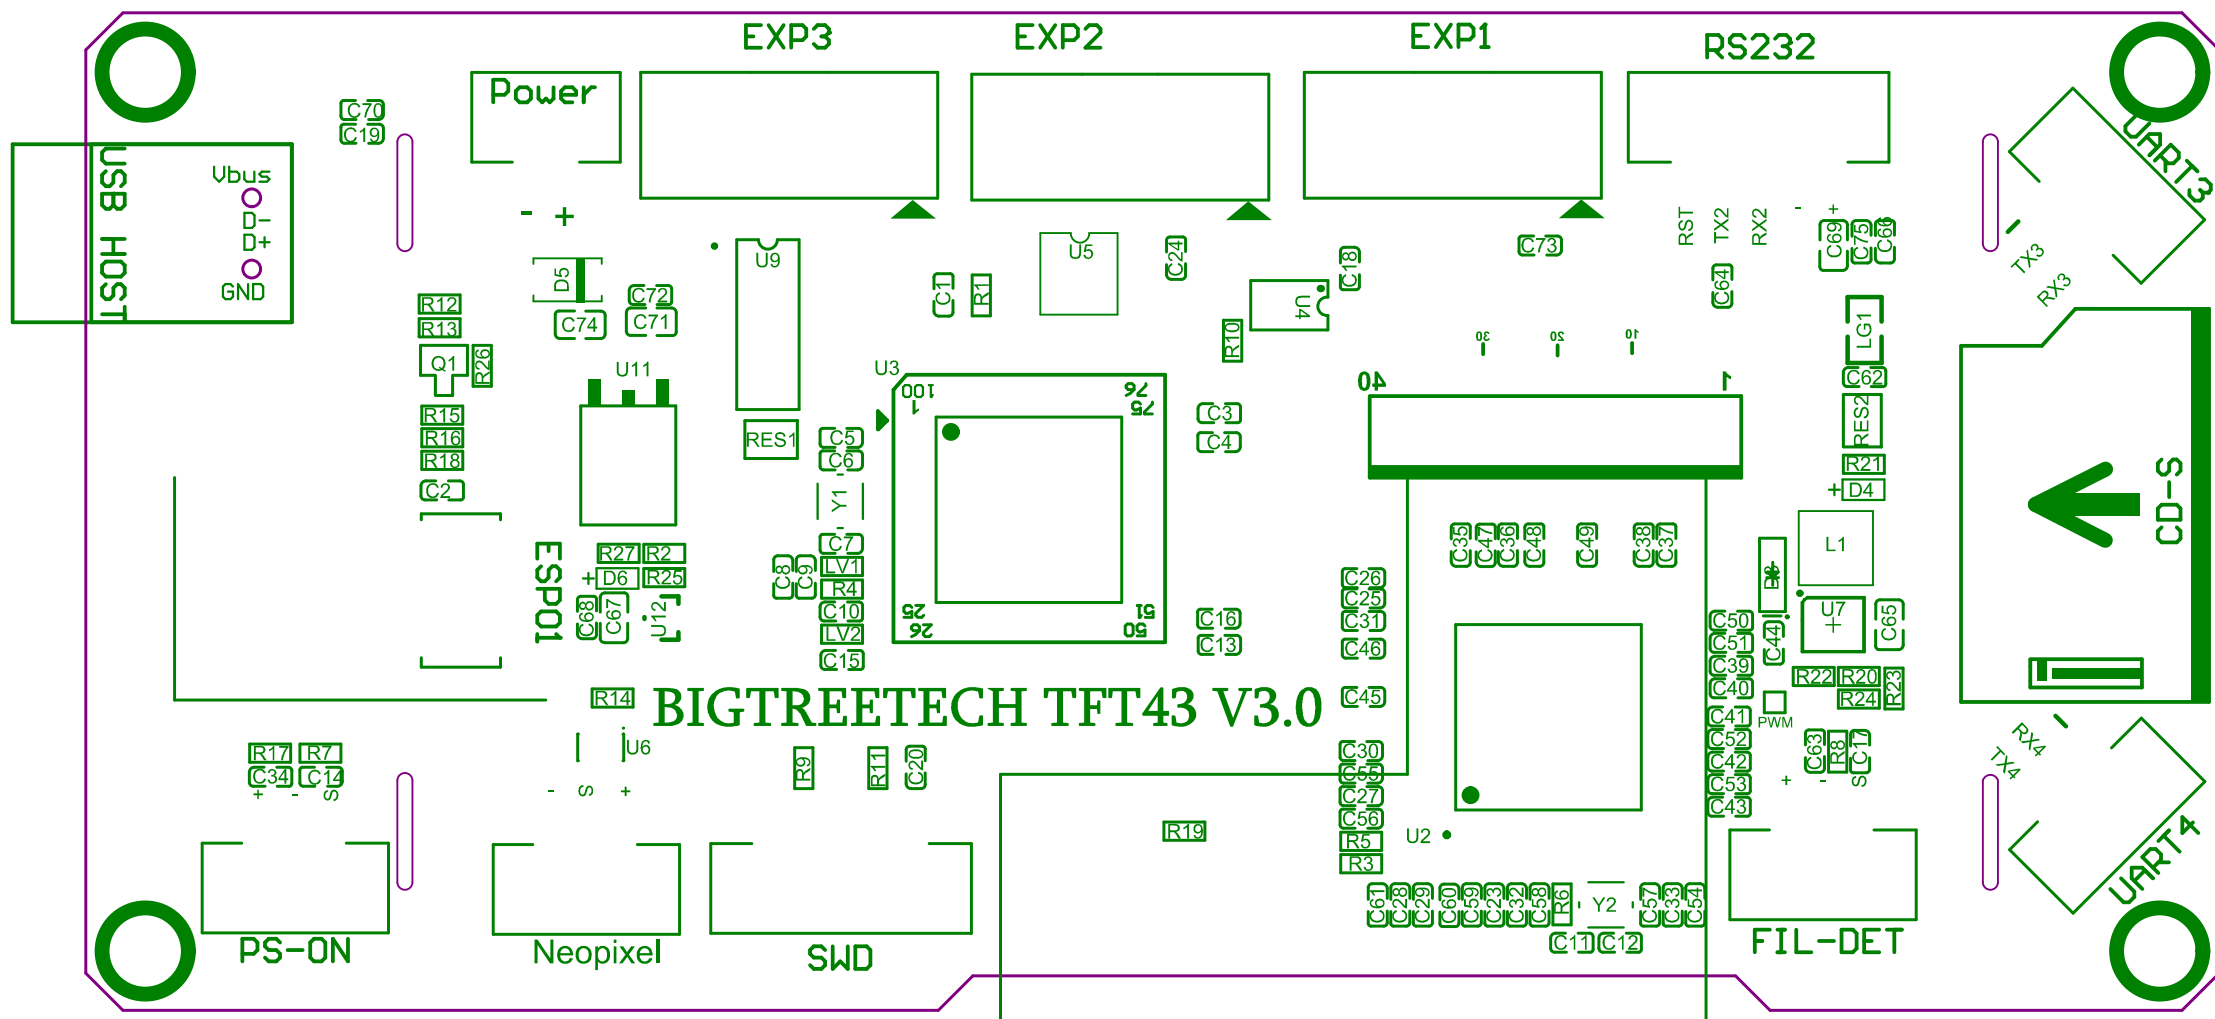 EXP3
EXP2
EXP1
RS232
Power
C70
C19
UART3
USB HOST
Vbus
D-
D+
GND
- +
RST
TX2
RX2
-
+
C69
C75
C66
TX3
RX3
U9
U5
C24
C18
C73
C64
D5
C72
C71
C74
C1
R1
U4
R10
R12
R13
Q1
R26
U11
U3
100
1
76
75
30
20
10
LG1
C62
40
1
RES2
R15
R16
R18
C2
RES1
C5
C6
Y1
C7
C3
C4
R21
+ D4
CD-S
L1
C35
C47
C36
C48
C49
C38
C37
ESP01
R27
R2
+ D6
R25
C68
C67
U12
C8
C9
LV1
R4
C10
LV2
C15
25
26
51
50
C16
C13
C26
C25
C31
C46
C45
U7
C65
C50
C51
C44
C39
C40
R22
R20
R24
R23
PWM
R14
BIGTREETECH TFT43 V3.0
C41
C52
C42
C53
C43
C63
R8
C17
+ - S
RX4
TX4
U6
R17
R7
C34
C14
+ - S
- S +
R9
R11
C20
C30
C55
C27
C56
R5
R3
R19
U2
C61
C28
C29
C60
C59
C23
C32
C58
R6
Y2
C57
C33
C54
C11
C12
UART4
PS-ON
Neopixel
SWD
FIL-DET